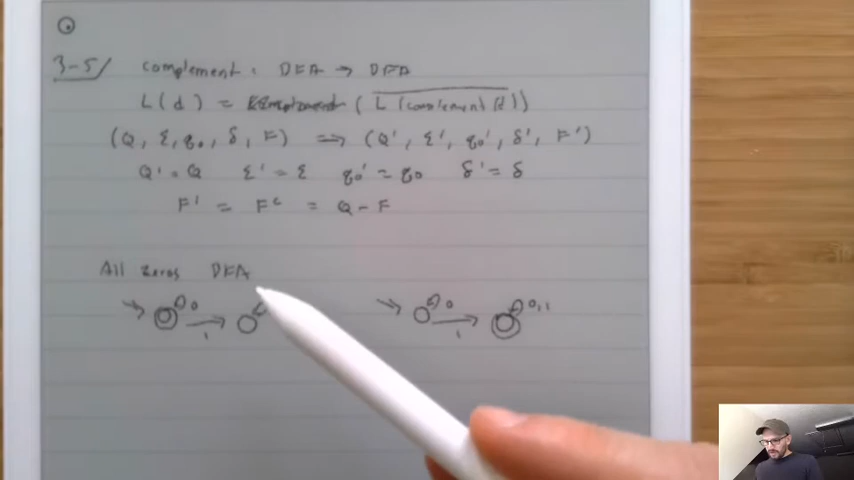 3-5/ complement : DFA → DFA
L(d) = ( L(complement(d)) )
(Q, Σ, q₀, δ, F) ⟹ (Q', Σ', q₀', δ', F')
Q' = Q Σ' = Σ q₀' = q₀ δ' = δ
F' = Fᶜ = Q - F
All zeros DFA
0 0 0,1
1 1